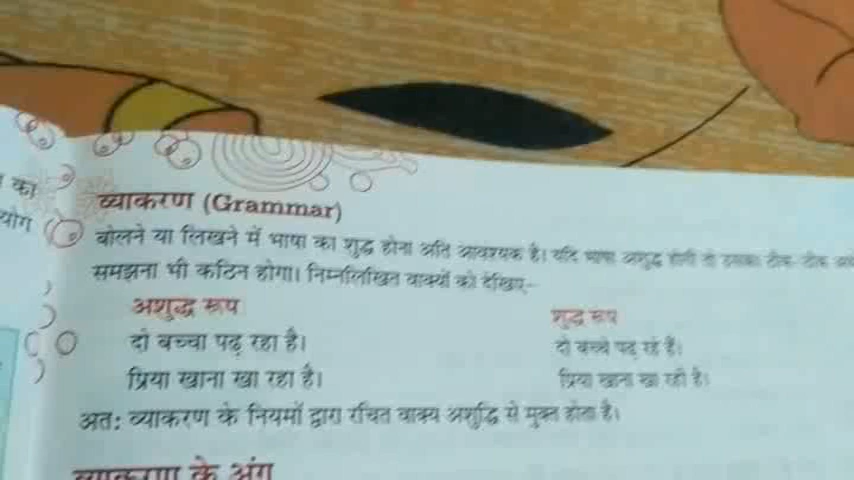 का
योग
व्याकरण (Grammar)
बोलने या लिखने में भाषा का शुद्ध होना अति आवश्यक है। यदि भाषा अशुद्ध होगी तो उसका ठीक-ठीक
समझना भी कठिन होगा। निम्नलिखित वाक्यों को देखिए–
अशुद्ध रूप शुद्ध रूप
दो बच्चा पढ़ रहा है। दो बच्चे पढ़ रहे हैं।
प्रिया खाना खा रहा है। प्रिया खाना खा रही है।
अत: व्याकरण के नियमों द्वारा रचित वाक्य अशुद्धि से मुक्त होता है।
व्याकरण के अंग